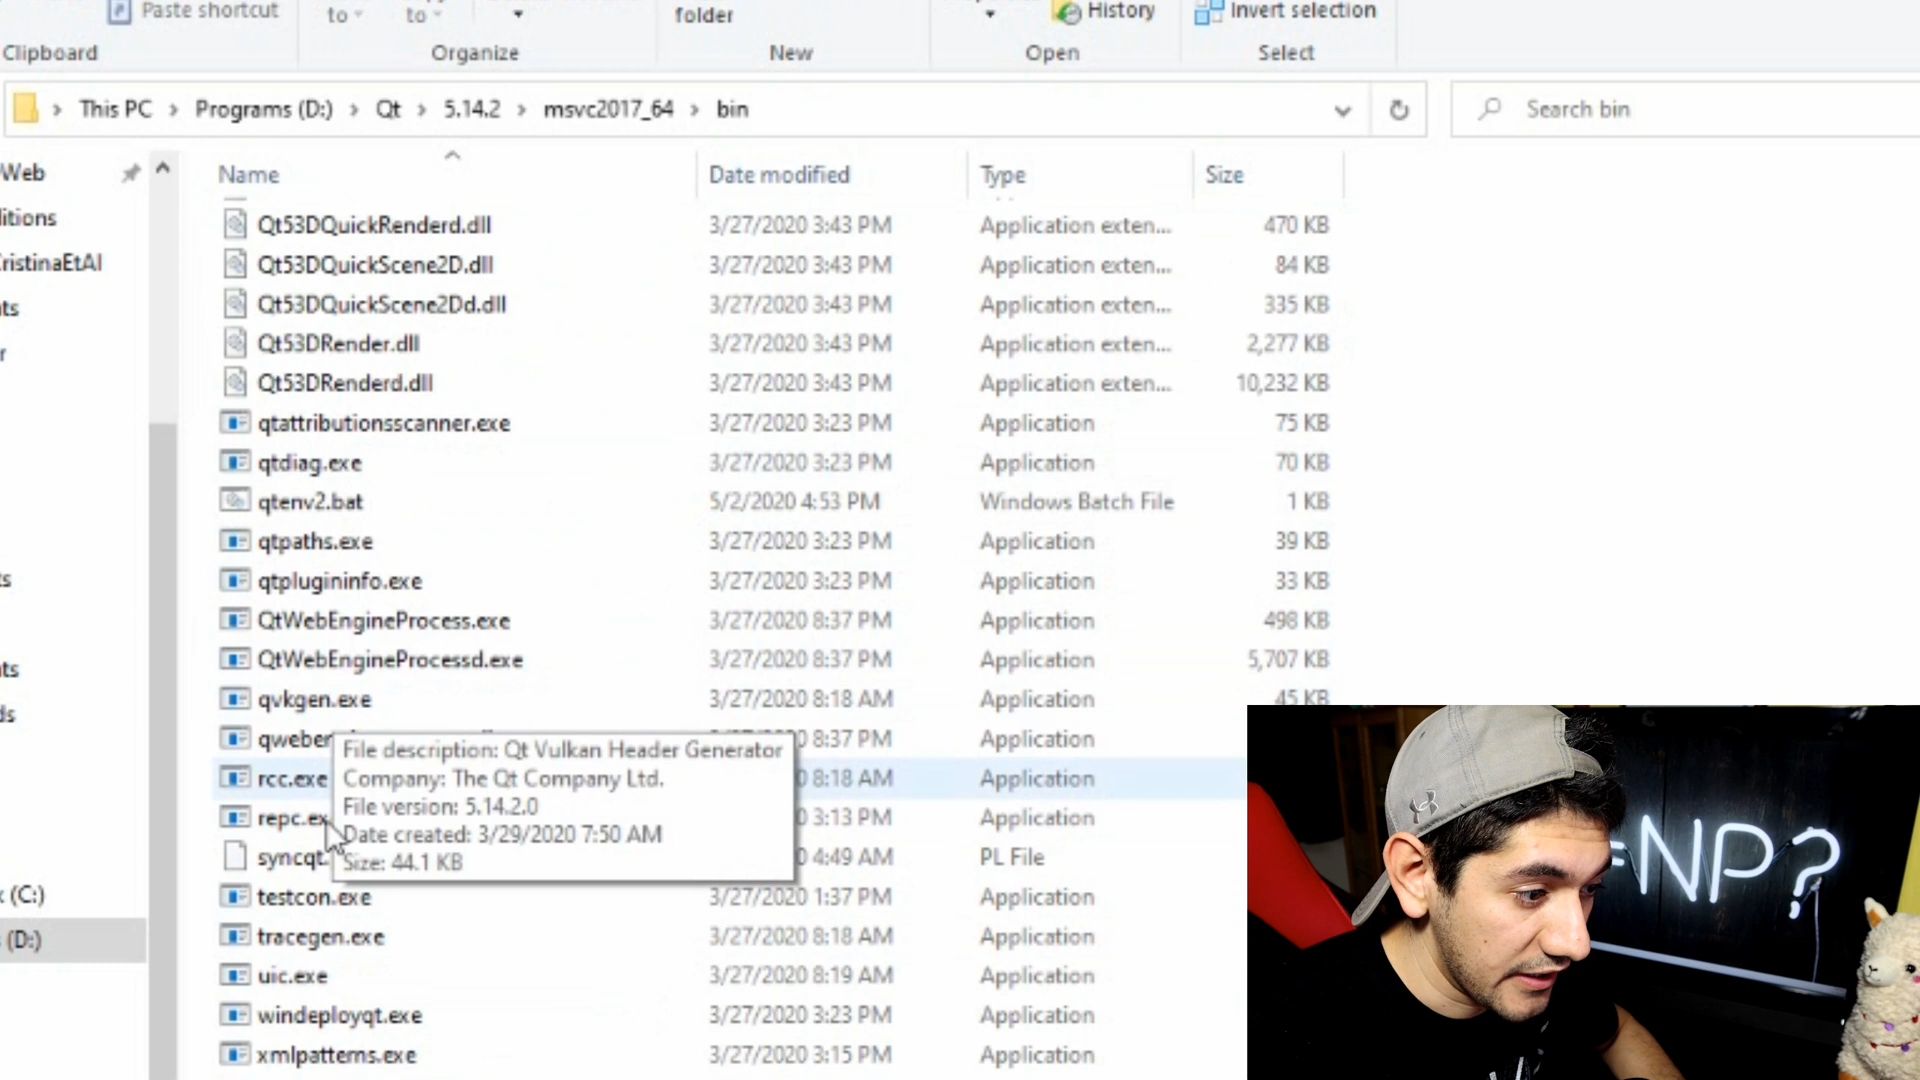 Paste shortcut
to
to
folder
History
Invert selection
Clipboard
Organize
New
Open
Select
This PC > Programs (D:) > Qt > 5.14.2 > msvc2017_64 > bin
Search bin
Web
ristinaEtAl
(C:)
(D:)
Name Date modified Type Size
Qt53DQuickRenderd.dll 3/27/2020 3:43 PM Application exten... 470 KB
Qt53DQuickScene2D.dll 3/27/2020 3:43 PM Application exten... 84 KB
Qt53DQuickScene2Dd.dll 3/27/2020 3:43 PM Application exten... 335 KB
Qt53DRender.dll 3/27/2020 3:43 PM Application exten... 2,277 KB
Qt53DRenderd.dll 3/27/2020 3:43 PM Application exten... 10,232 KB
qtattributionsscanner.exe 3/27/2020 3:23 PM Application 75 KB
qtdiag.exe 3/27/2020 3:23 PM Application 70 KB
qtenv2.bat 5/2/2020 4:53 PM Windows Batch File 1 KB
qtpaths.exe 3/27/2020 3:23 PM Application 39 KB
qtplugininfo.exe 3/27/2020 3:23 PM Application 33 KB
QtWebEngineProcess.exe 3/27/2020 8:37 PM Application 498 KB
QtWebEngineProcessd.exe 3/27/2020 8:37 PM Application 5,707 KB
qvkgen.exe 3/27/2020 8:18 AM Application 45 KB
qweb 8:37 PM Application
rcc.exe 8:18 AM Application
repc.ex 3:13 PM Application
syncqt. 4:49 AM PL File
testcon.exe 3/27/2020 1:37 PM Application
tracegen.exe 3/27/2020 8:18 AM Application
uic.exe 3/27/2020 8:19 AM Application
windeployqt.exe 3/27/2020 3:23 PM Application
xmlpatterns.exe 3/27/2020 3:15 PM Application
File description: Qt Vulkan Header Generator
Company: The Qt Company Ltd.
File version: 5.14.2.0
Date created: 3/29/2020 7:50 AM
Size: 44.1 KB
=NP?